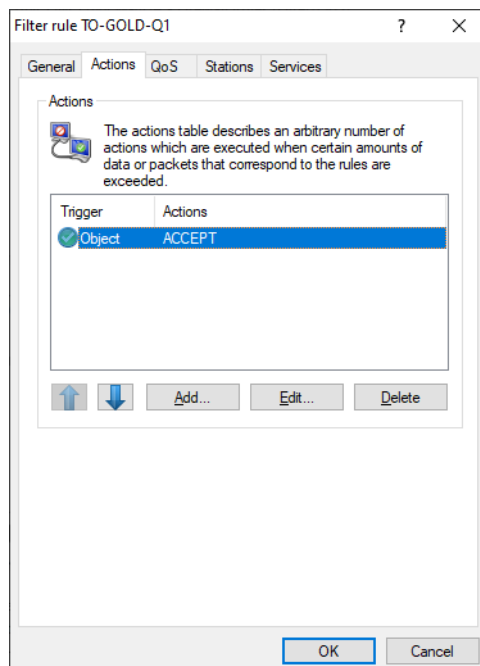 Filter rule TO-GOLD-Q1 ?
General Actions QoS Stations Services
Actions
The actions table describes an arbitrary number of
actions which are executed when certain amounts of
data or packets that correspond to the rules are
exceeded.
Trigger Actions
Object ACCEPT
Add... Edit... Delete
OK Cancel